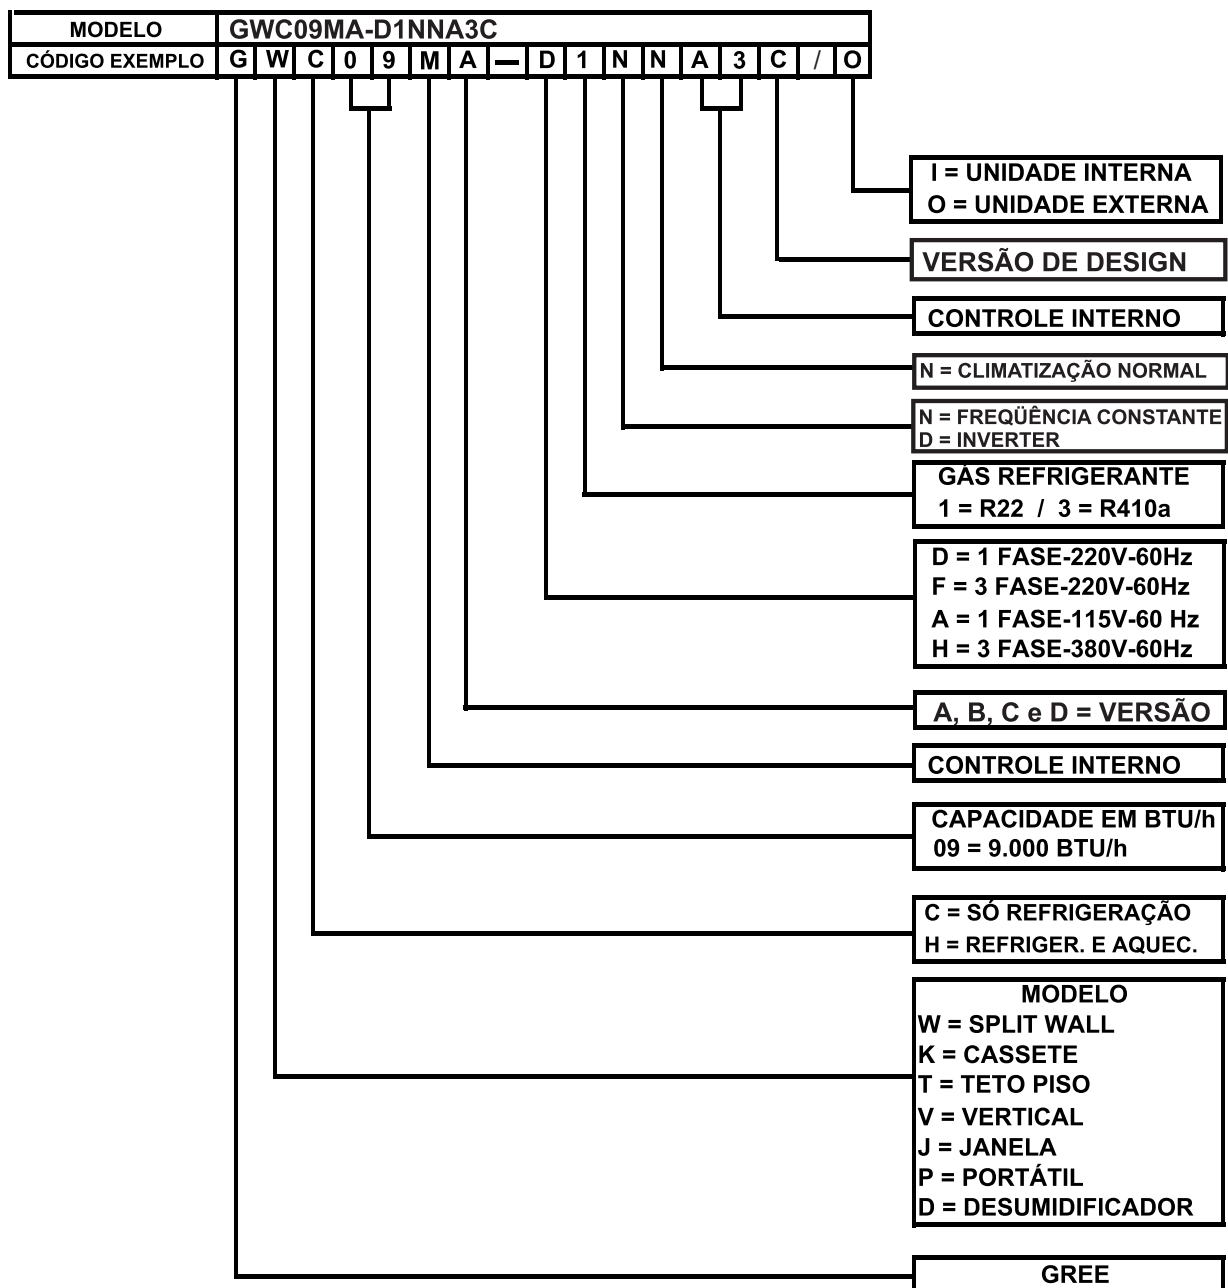 MODELO GWC09MA-D1NNA3C
CÓDIGO EXEMPLO G W C 0 9 M A — D 1 N N A 3 C / O
I = UNIDADE INTERNA
O = UNIDADE EXTERNA
VERSÃO DE DESIGN
CONTROLE INTERNO
N = CLIMATIZAÇÃO NORMAL
N = FREQÜÊNCIA CONSTANTE
D = INVERTER
GÁS REFRIGERANTE
1 = R22 / 3 = R410a
D = 1 FASE-220V-60Hz
F = 3 FASE-220V-60Hz
A = 1 FASE-115V-60 Hz
H = 3 FASE-380V-60Hz
A, B, C e D = VERSÃO
CONTROLE INTERNO
CAPACIDADE EM BTU/h
09 = 9.000 BTU/h
C = SÓ REFRIGERAÇÃO
H = REFRIGER. E AQUEC.
MODELO
W = SPLIT WALL
K = CASSETE
T = TETO PISO
V = VERTICAL
J = JANELA
P = PORTÁTIL
D = DESUMIDIFICADOR
GREE